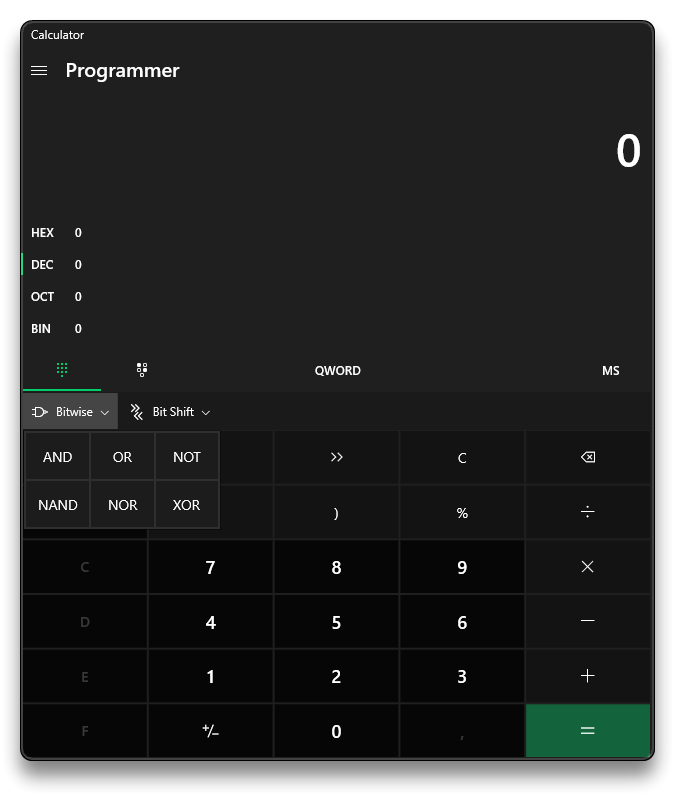 Calculator
Programmer
0
HEX 0
DEC 0
OCT 0
BIN 0
QWORD MS
Bitwise Bit Shift
AND OR NOT
NAND NOR XOR
>> C
) %  ÷
C 7 8 9 ×
D 4 5 6 −
E 1 2 3 +
F +/− 0 , =